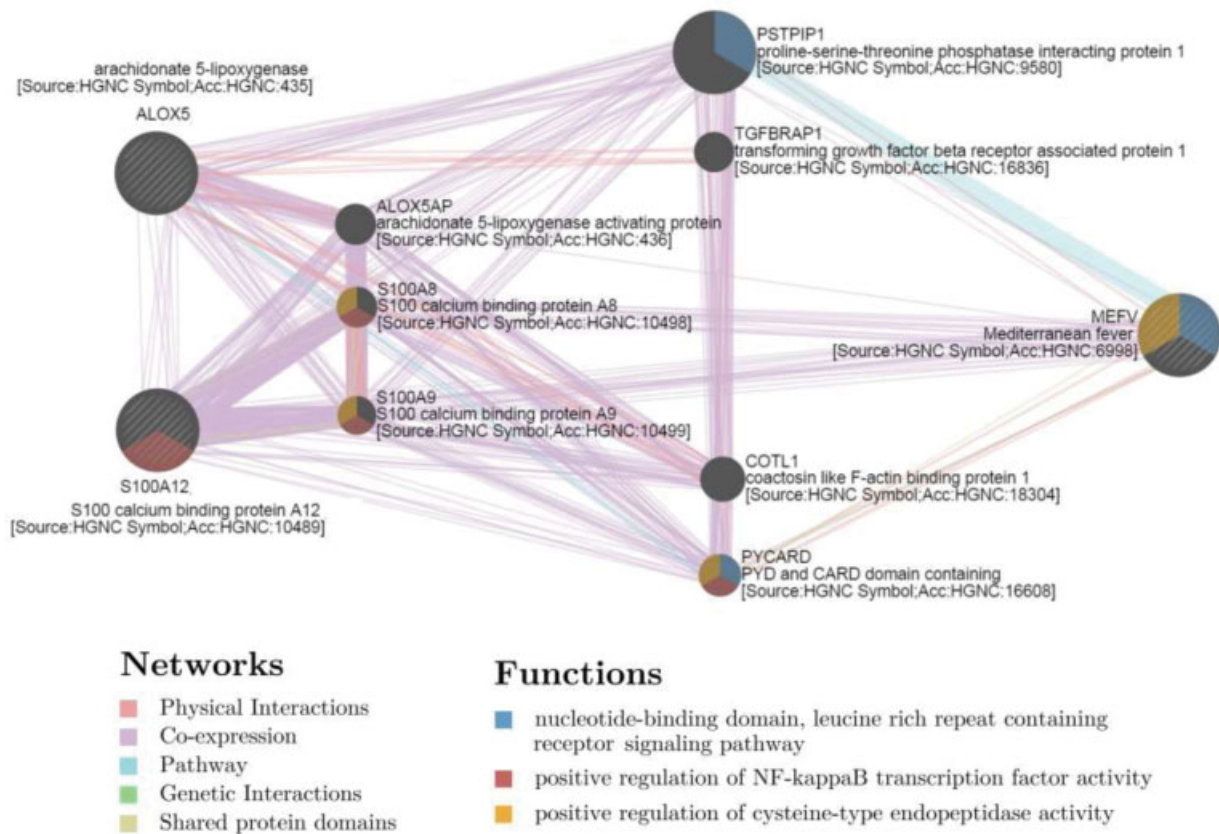 PSTPIP1
proline-serine-threonine phosphatase interacting protein 1
[Source:HGNC Symbol;Acc:HGNC:9580]
arachidonate 5-lipoxygenase
[Source:HGNC Symbol;Acc:HGNC:435]
ALOX5
TGFBRAP1
transforming growth factor beta receptor associated protein 1
[Source:HGNC Symbol;Acc:HGNC:16836]
ALOX5AP
arachidonate 5-lipoxygenase activating protein
[Source:HGNC Symbol;Acc:HGNC:436]
S100A8
S100 calcium binding protein A8
[Source:HGNC Symbol;Acc:HGNC:10498]
MEFV
Mediterranean fever
[Source:HGNC Symbol;Acc:HGNC:6998]
S100A9
S100 calcium binding protein A9
[Source:HGNC Symbol;Acc:HGNC:10499]
S100A12
S100 calcium binding protein A12
[Source:HGNC Symbol;Acc:HGNC:10489]
COTL1
coactosin like F-actin binding protein 1
[Source:HGNC Symbol;Acc:HGNC:18304]
PYCARD
PYD and CARD domain containing
[Source:HGNC Symbol;Acc:HGNC:16608]
Networks
Physical Interactions
Co-expression
Pathway
Genetic Interactions
Shared protein domains
Functions
nucleotide-binding domain, leucine rich repeat containing
receptor signaling pathway
positive regulation of NF-kappaB transcription factor activity
positive regulation of cysteine-type endopeptidase activity